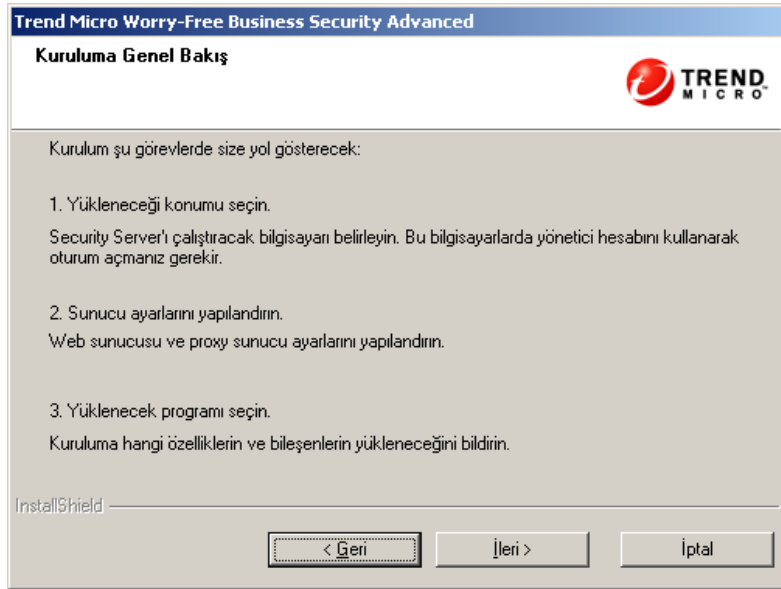 Trend Micro Worry-Free Business Security Advanced
Kuruluma Genel Bakış
TREND
MICRO
Kurulum şu görevlerde size yol gösterecek:
1. Yükleneceği konumu seçin.
Security Server'ı çalıştıracak bilgisayarı belirleyin. Bu bilgisayarlarda yönetici hesabını kullanarak
oturum açmanız gerekir.
2. Sunucu ayarlarını yapılandırın.
Web sunucusu ve proxy sunucu ayarlarını yapılandırın.
3. Yüklenecek programı seçin.
Kuruluma hangi özelliklerin ve bileşenlerin yükleneceğini bildirin.
InstallShield
< Geri
İleri >
İptal